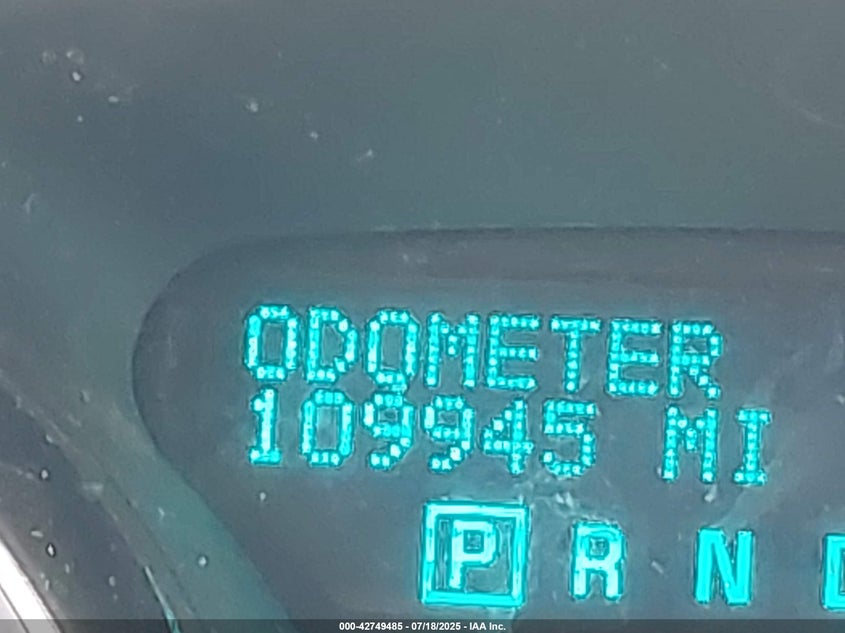 ODOMETER
109945 MI
P R N
000-42749485 - 07/18/2025 - IAA Inc.